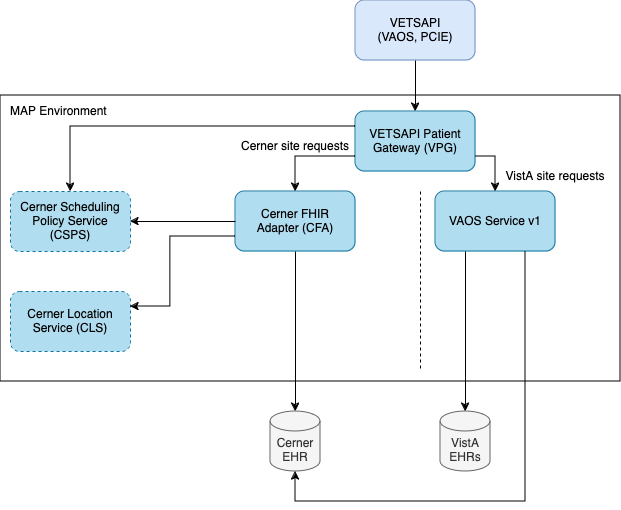 VETSAPI
(VAOS, PCIE)
MAP Environment
VETSAPI Patient
Gateway (VPG)
Cerner site requests
VistA site requests
Cerner Scheduling
Policy Service
(CSPS)
Cerner FHIR
Adapter (CFA)
VAOS Service v1
Cerner Location
Service (CLS)
Cerner
EHR
VistA
EHRs